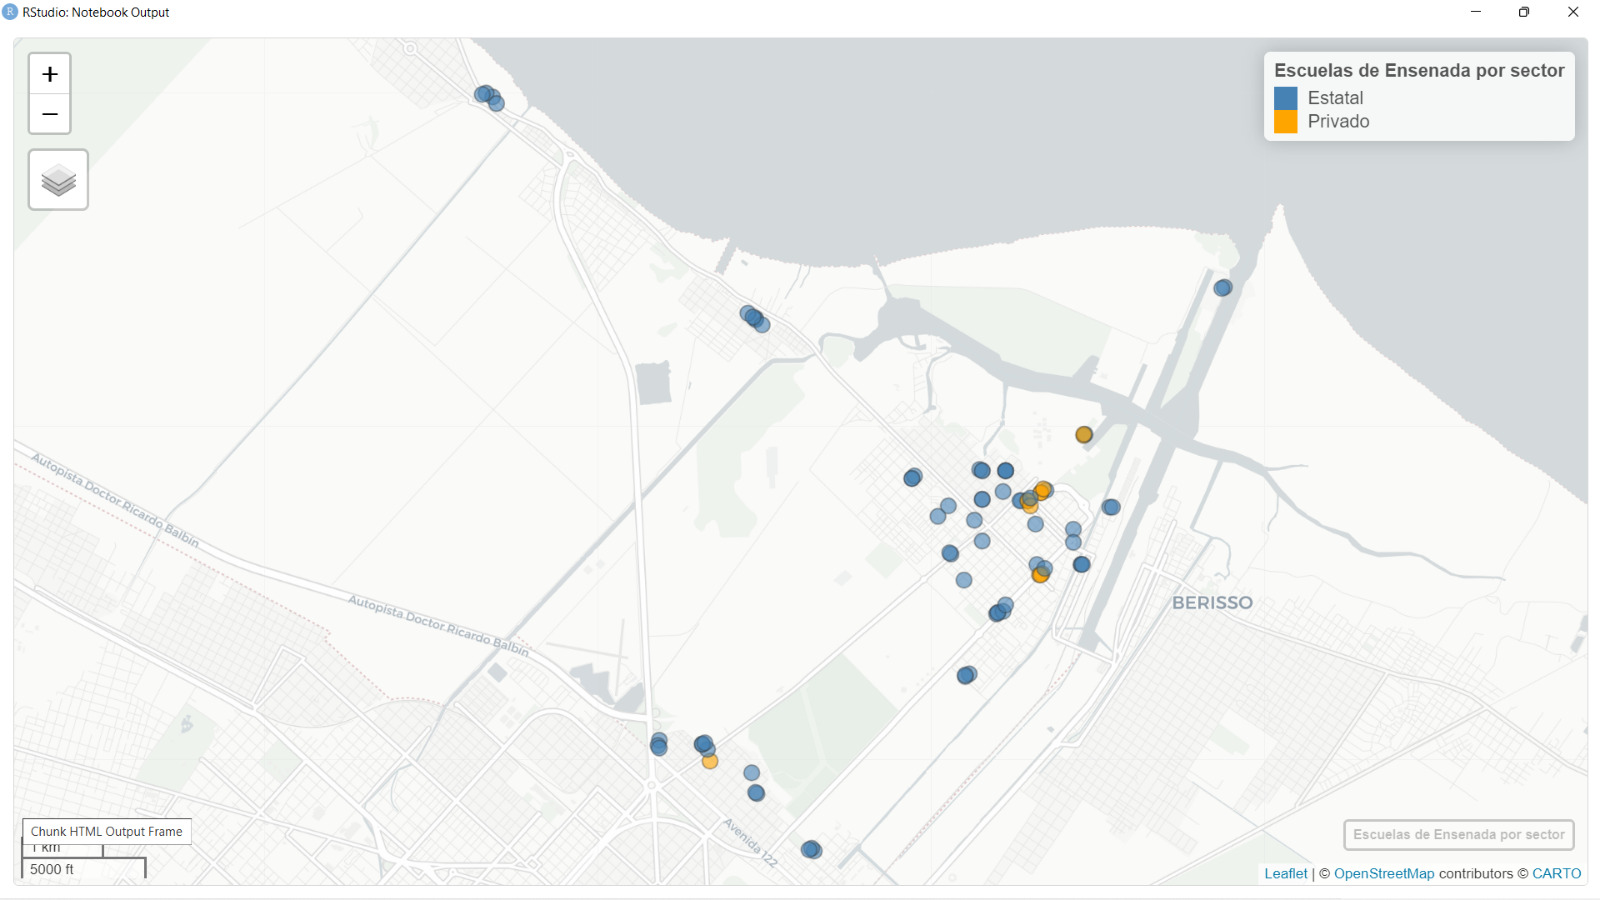 R RStudio: Notebook Output
+
−
Escuelas de Ensenada por sector
Estatal
Privado
Autopista Doctor Ricardo Balbín
Autopista Doctor Ricardo Balbín
BERISSO
Avenida 122
Chunk HTML Output Frame
1 km
5000 ft
Escuelas de Ensenada por sector
Leaflet | © OpenStreetMap contributors © CARTO